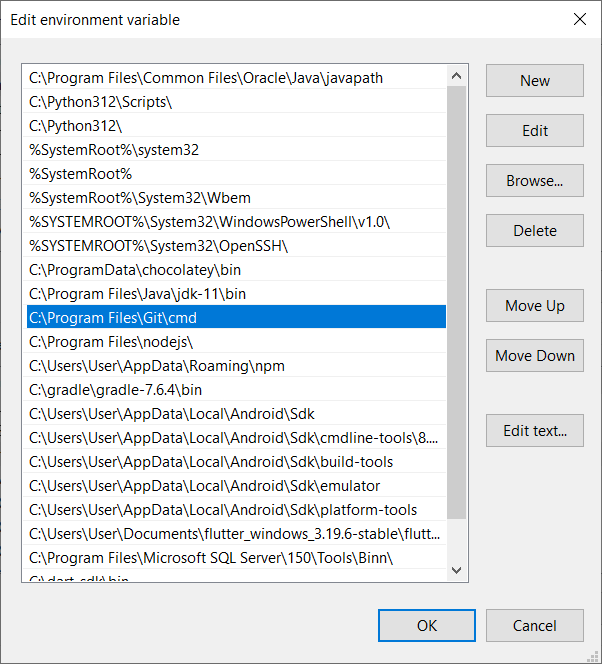 Edit environment variable
C:\Program Files\Common Files\Oracle\Java\javapath
C:\Python312\Scripts\
C:\Python312\
%SystemRoot%\system32
%SystemRoot%
%SystemRoot%\System32\Wbem
%SYSTEMROOT%\System32\WindowsPowerShell\v1.0\
%SYSTEMROOT%\System32\OpenSSH\
C:\ProgramData\chocolatey\bin
C:\Program Files\Java\jdk-11\bin
C:\Program Files\Git\cmd
C:\Program Files\nodejs\
C:\Users\User\AppData\Roaming\npm
C:\gradle\gradle-7.6.4\bin
C:\Users\User\AppData\Local\Android\Sdk
C:\Users\User\AppData\Local\Android\Sdk\cmdline-tools\8....
C:\Users\User\AppData\Local\Android\Sdk\build-tools
C:\Users\User\AppData\Local\Android\Sdk\emulator
C:\Users\User\AppData\Local\Android\Sdk\platform-tools
C:\Users\User\Documents\flutter_windows_3.19.6-stable\flutt...
C:\Program Files\Microsoft SQL Server\150\Tools\Binn\
C:\dart-sdk\bin
New
Edit
Browse...
Delete
Move Up
Move Down
Edit text...
OK
Cancel